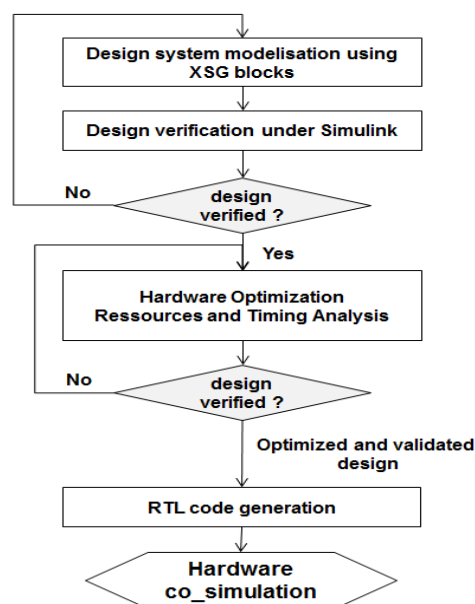 Design system modelisation using
XSG blocks
Design verification under Simulink
No
design
verified ?
Yes
Hardware Optimization
Ressources and Timing Analysis
No
design
verified ?
Optimized and validated
design
RTL code generation
Hardware
co_simulation